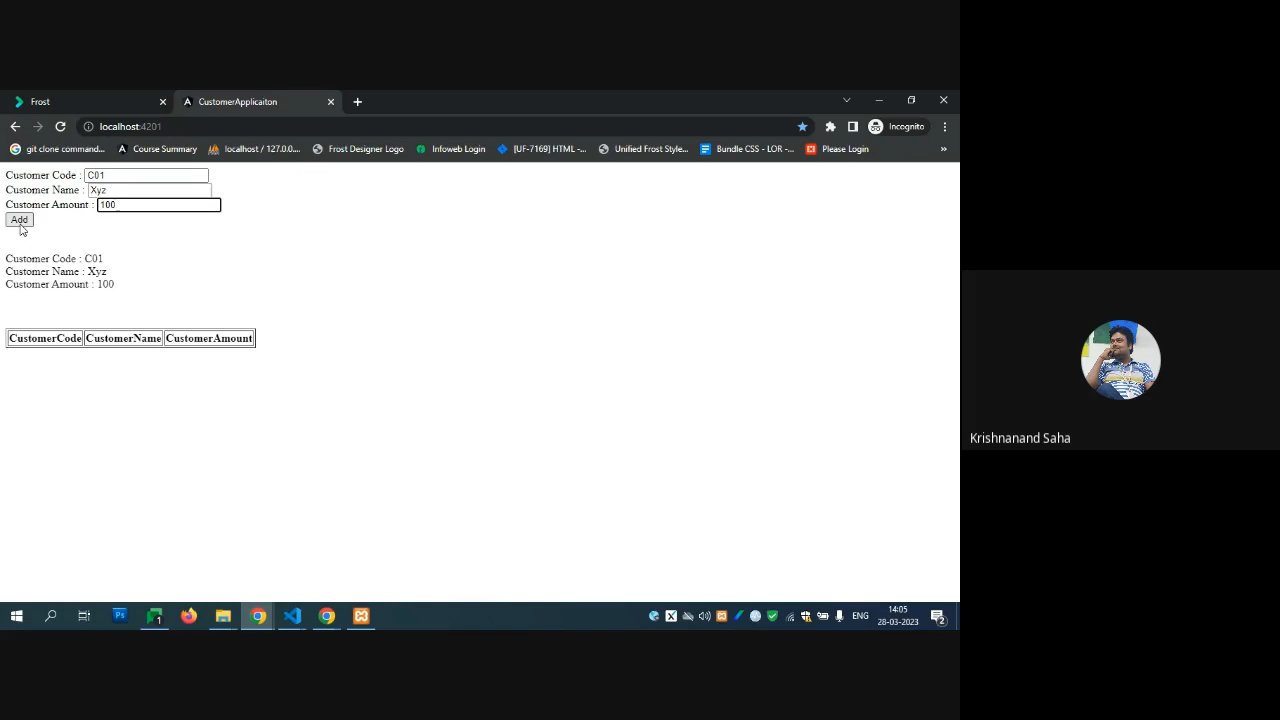 Frost
CustomerApplicaiton
localhost:4201
Incognito
git clone command...
Course Summary
localhost / 127.0.0....
Frost Designer Logo
Infoweb Login
[UF-7169] HTML -...
Unified Frost Style...
Bundle CSS - LOR -...
Please Login
»
Customer Code : C01
Customer Name : Xyz
Customer Amount : 100
Add
Customer Code : C01
Customer Name : Xyz
Customer Amount : 100
CustomerCode CustomerName CustomerAmount
Krishnanand Saha
Ps
1
X
ENG
14:05
28-03-2023
2